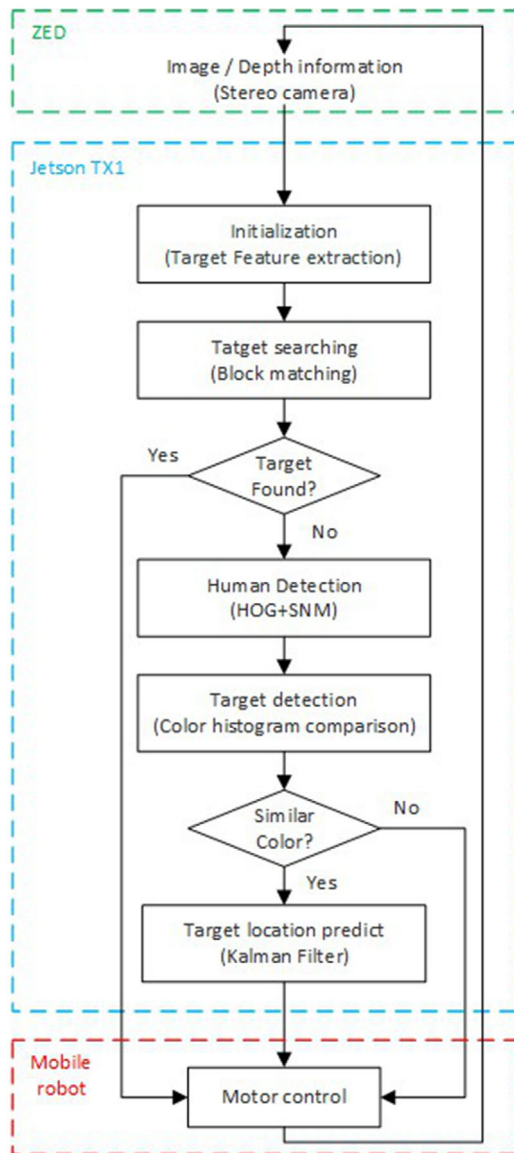 ZED
Image / Depth information
(Stereo camera)
Jetson TX1
Initialization
(Target Feature extraction)
Tatget searching
(Block matching)
Yes
Target
Found?
No
Human Detection
(HOG+SNM)
Target detection
(Color histogram comparison)
Similar
Color?
No
Yes
Target location predict
(Kalman Filter)
Mobile
robot
Motor control